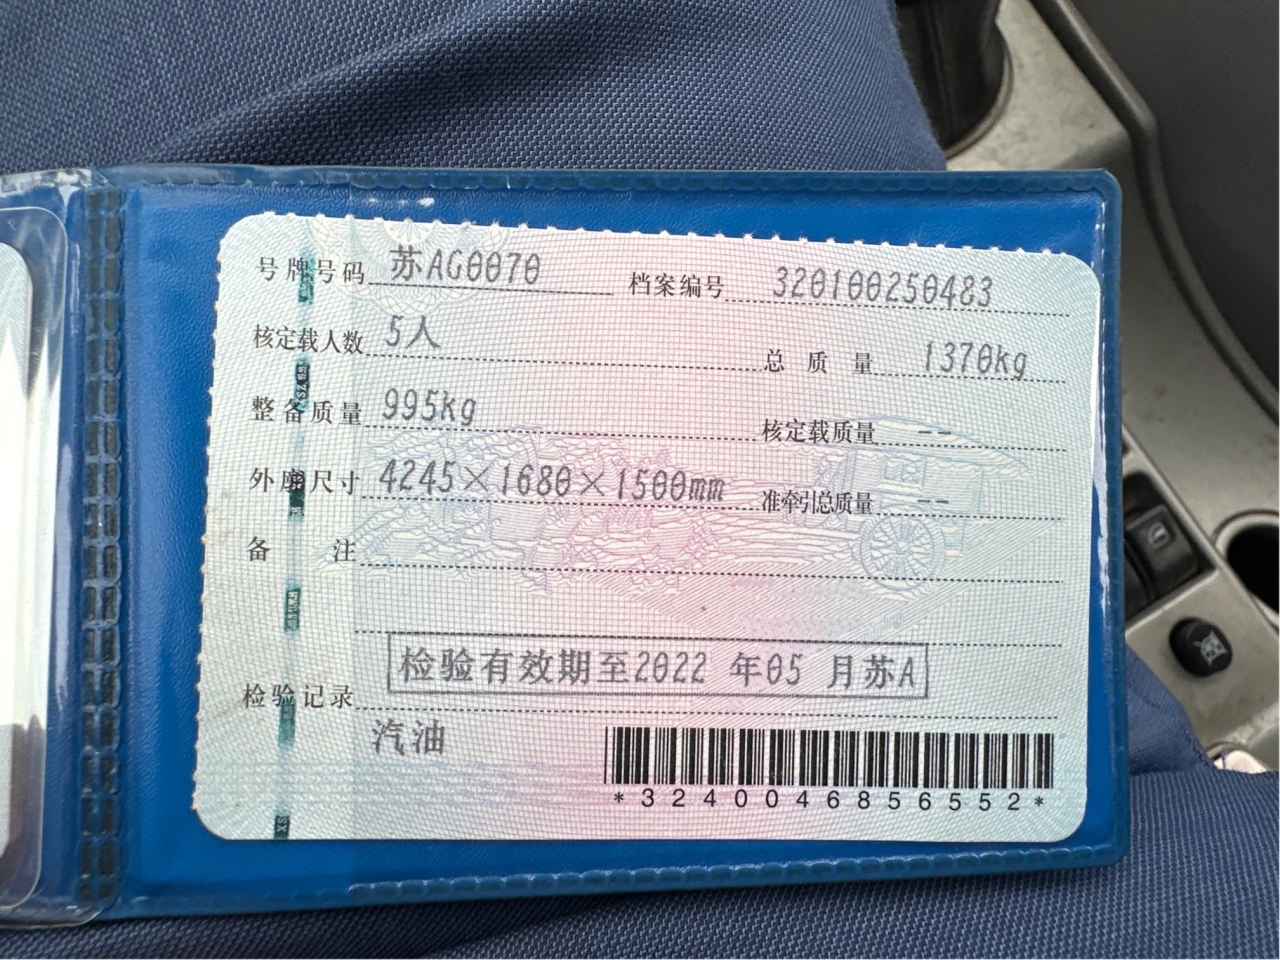 号牌号码 苏AG0070 档案编号 320100250483
核定载人数 5人 总质量 1370kg
整备质量 995kg 核定载质量 --
外廓尺寸 4245×1680×1500mm 准牵引总质量 --
备注
检验有效期至2022 年05 月苏A
检验记录
汽油
*3240046856552*